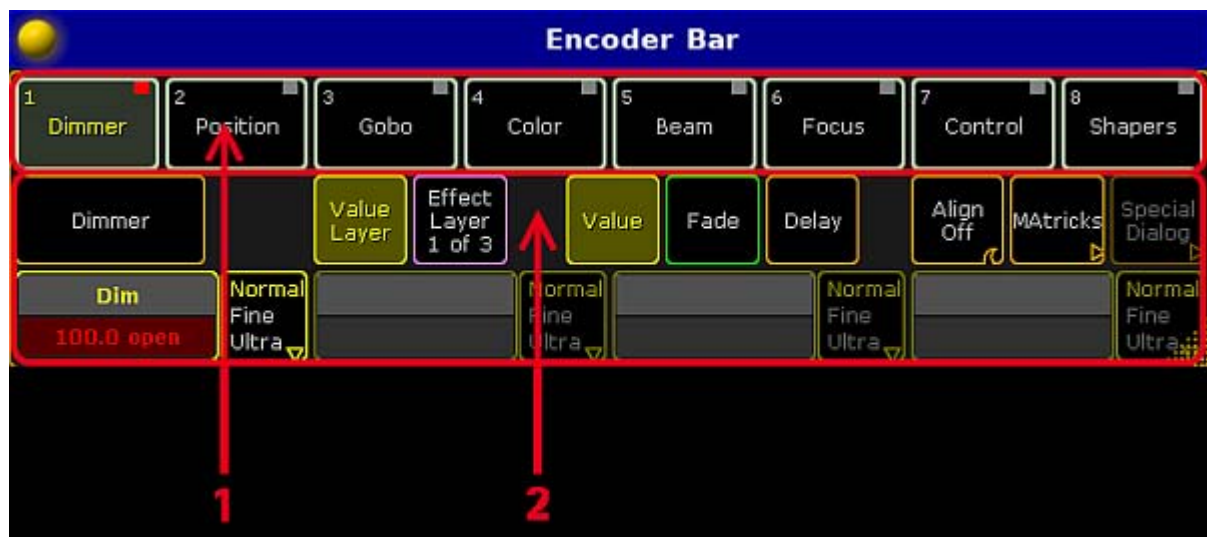 Encoder Bar
1 Dimmer
2 Position
3 Gobo
4 Color
5 Beam
6 Focus
7 Control
8 Shapers
Dimmer
Value
Layer
Effect
Layer
1 of 3
Value
Fade
Delay
Align
Off
MAtricks
Special
Dialog
Dim
100.0 open
Normal
Fine
Ultra
Normal
Fine
Ultra
Normal
Fine
Ultra
Normal
Fine
Ultra
1
2